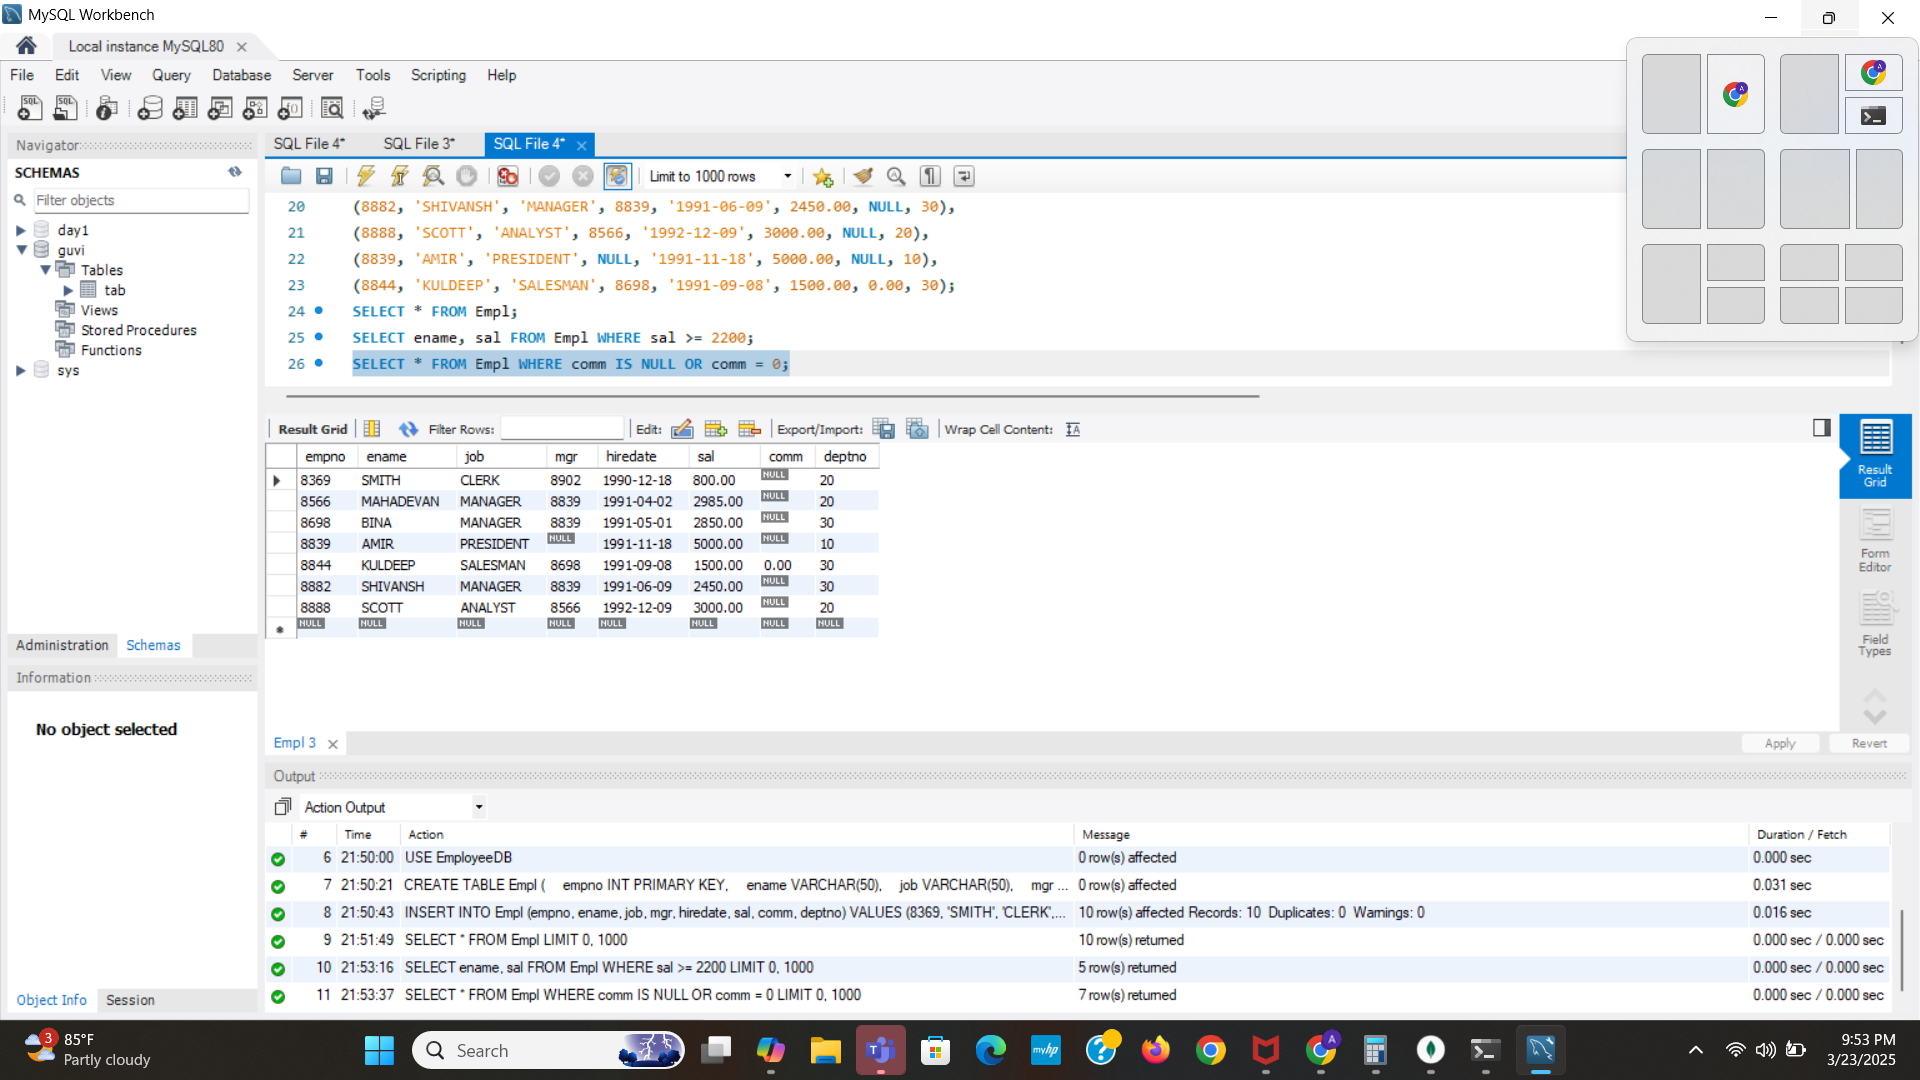 MySQL Workbench
Local instance MySQL80
File Edit View Query Database Server Tools Scripting Help
Navigator
SCHEMAS
Filter objects
day1
guvi
Tables
tab
Views
Stored Procedures
Functions
sys
Administration Schemas
Information
No object selected
Object Info Session
SQL File 4* SQL File 3* SQL File 4*
Limit to 1000 rows
20 (8882, 'SHIVANSH', 'MANAGER', 8839, '1991-06-09', 2450.00, NULL, 30),
21 (8888, 'SCOTT', 'ANALYST', 8566, '1992-12-09', 3000.00, NULL, 20),
22 (8839, 'AMIR', 'PRESIDENT', NULL, '1991-11-18', 5000.00, NULL, 10),
23 (8844, 'KULDEEP', 'SALESMAN', 8698, '1991-09-08', 1500.00, 0.00, 30);
24 SELECT * FROM Empl;
25 SELECT ename, sal FROM Empl WHERE sal >= 2200;
26 SELECT * FROM Empl WHERE comm IS NULL OR comm = 0;
Result Grid Filter Rows: Edit: Export/Import: Wrap Cell Content:
empno ename job mgr hiredate sal comm deptno
8369 SMITH CLERK 8902 1990-12-18 800.00 NULL 20
8566 MAHADEVAN MANAGER 8839 1991-04-02 2985.00 NULL 20
8698 BINA MANAGER 8839 1991-05-01 2850.00 NULL 30
8839 AMIR PRESIDENT NULL 1991-11-18 5000.00 NULL 10
8844 KULDEEP SALESMAN 8698 1991-09-08 1500.00 0.00 30
8882 SHIVANSH MANAGER 8839 1991-06-09 2450.00 NULL 30
8888 SCOTT ANALYST 8566 1992-12-09 3000.00 NULL 20
NULL NULL NULL NULL NULL NULL NULL NULL
Result
Grid
Form
Editor
Field
Types
Empl 3
Apply Revert
Output
Action Output
# Time Action Message Duration / Fetch
6 21:50:00 USE EmployeeDB 0 row(s) affected 0.000 sec
7 21:50:21 CREATE TABLE Empl ( empno INT PRIMARY KEY, ename VARCHAR(50), job VARCHAR(50), mgr ... 0 row(s) affected 0.031 sec
8 21:50:43 INSERT INTO Empl (empno, ename, job, mgr, hiredate, sal, comm, deptno) VALUES (8369, 'SMITH', 'CLERK',... 10 row(s) affected Records: 10 Duplicates: 0 Warnings: 0 0.016 sec
9 21:51:49 SELECT * FROM Empl LIMIT 0, 1000 10 row(s) returned 0.000 sec / 0.000 sec
10 21:53:16 SELECT ename, sal FROM Empl WHERE sal >= 2200 LIMIT 0, 1000 5 row(s) returned 0.000 sec / 0.000 sec
11 21:53:37 SELECT * FROM Empl WHERE comm IS NULL OR comm = 0 LIMIT 0, 1000 7 row(s) returned 0.000 sec / 0.000 sec
3
85°F
Partly cloudy
Search
myhp
9:53 PM
3/23/2025